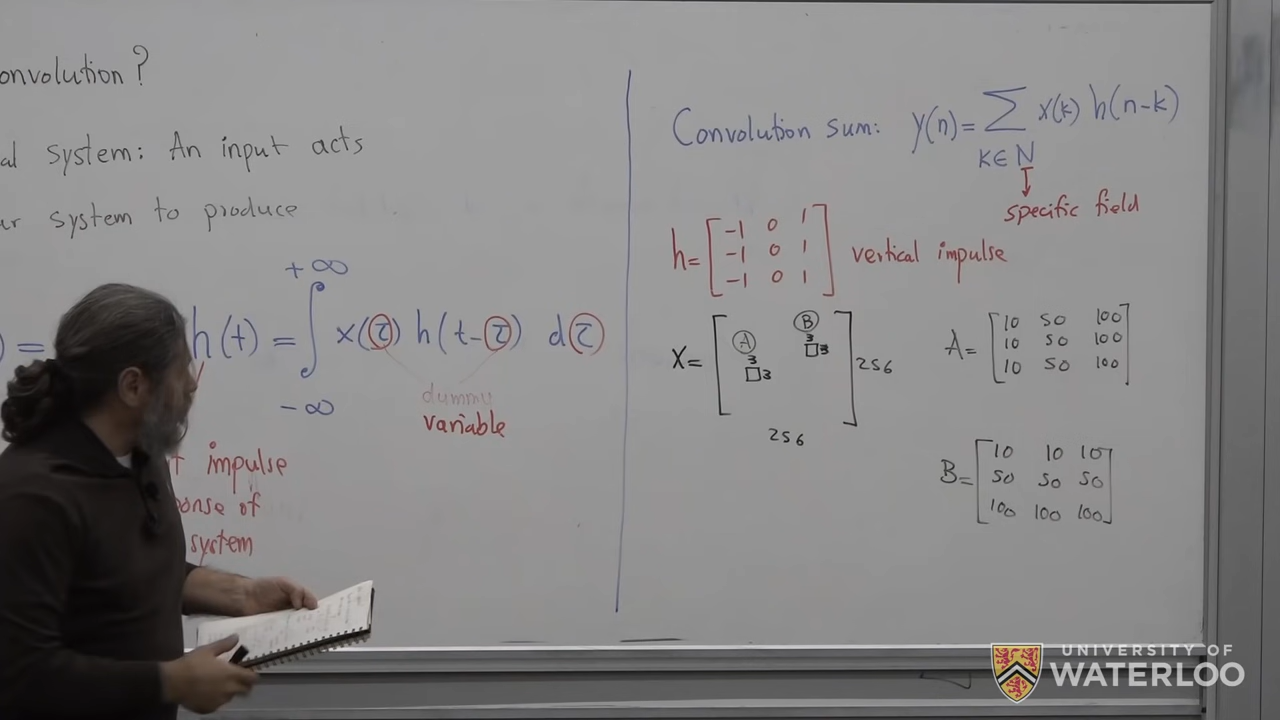 onvolution?
al system: An input acts
ur system to produce
) = h(t) = ∫ x(τ) h(t-τ) d(τ)
+∞
-∞
dummy
variable
impulse
onse of
system
Convolution sum: y(n) = Σ x(k) h(n-k)
K∈N
specific field
h = [ -1 0 1
-1 0 1
-1 0 1 ] vertical impulse
X = [ A B ] 256
3 3
3 3
256
A = [ 10 50 100
10 50 100
10 50 100 ]
B = [ 10 10 10
50 50 50
100 100 100 ]
UNIVERSITY OF
WATERLOO